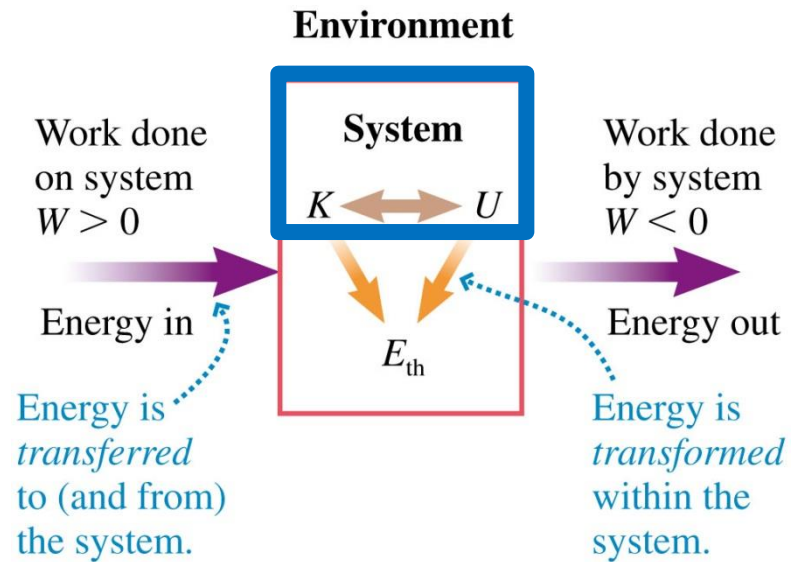 Environment
Work done
on system
W > 0
Energy in
System
K U
E_th
Work done
by system
W < 0
Energy out
Energy is
transferred
to (and from)
the system.
Energy is
transformed
within the
system.